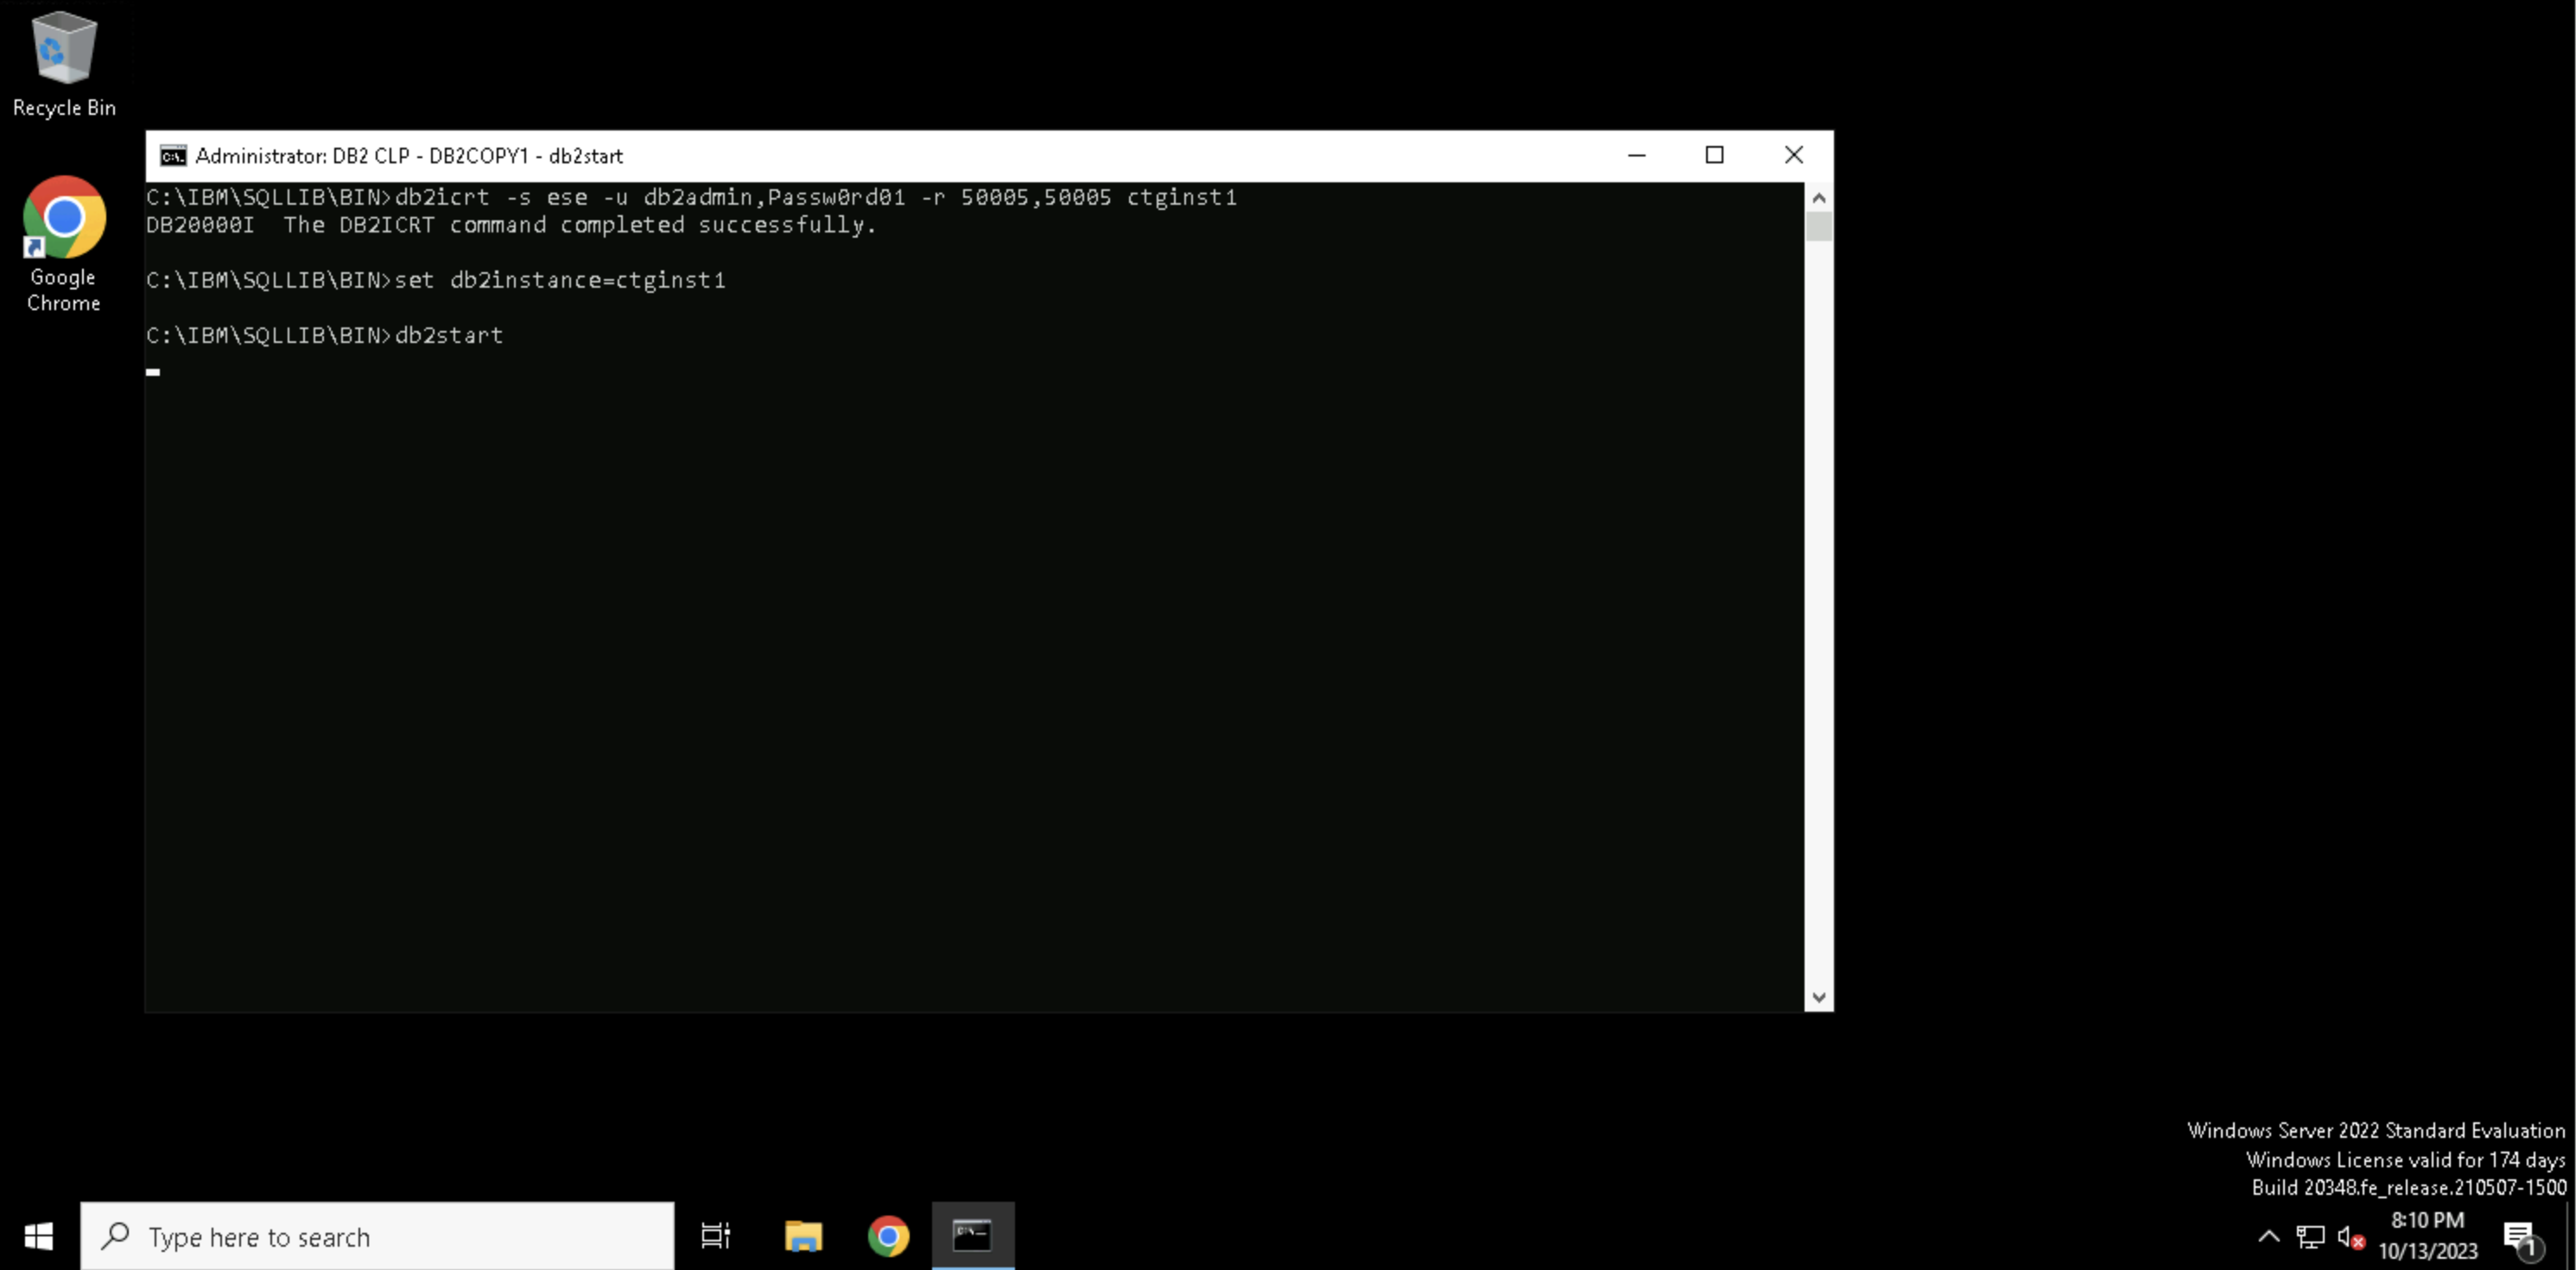 Recycle Bin
Google
Chrome
Administrator: DB2 CLP - DB2COPY1 - db2start
C:\IBM\SQLLIB\BIN>db2icrt -s ese -u db2admin,Passw0rd01 -r 50005,50005 ctginst1
DB20000I  The DB2ICRT command completed successfully.
C:\IBM\SQLLIB\BIN>set db2instance=ctginst1
C:\IBM\SQLLIB\BIN>db2start
Windows Server 2022 Standard Evaluation
Windows License valid for 174 days
Build 20348.fe_release.210507-1500
Type here to search
8:10 PM
10/13/2023
1